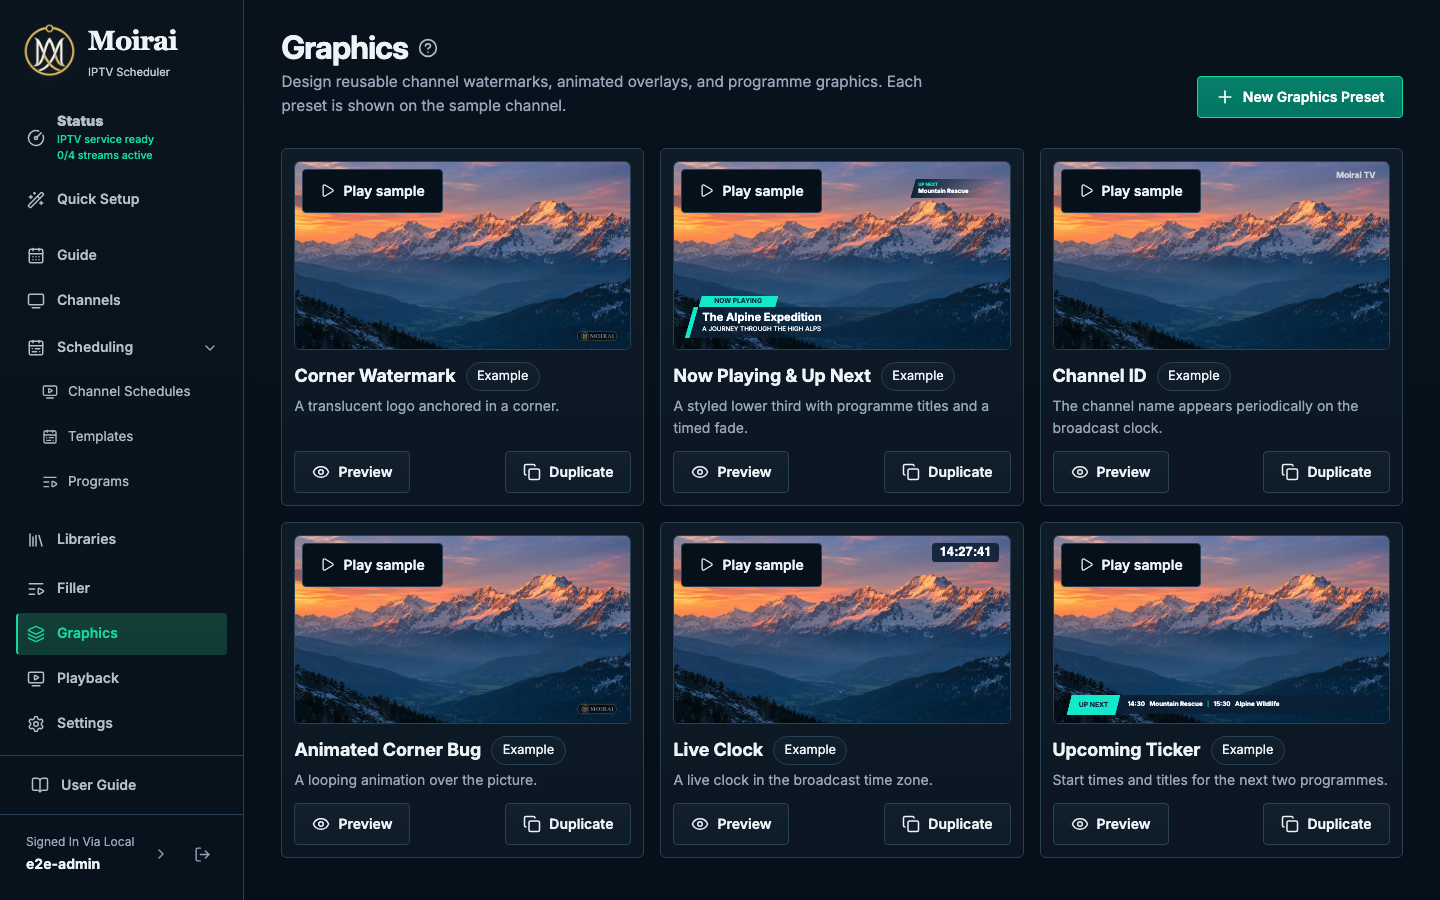 Moirai
IPTV Scheduler
Status
IPTV service ready
0/4 streams active
Quick Setup
Guide
Channels
Scheduling
Channel Schedules
Templates
Programs
Libraries
Filler
Graphics
Playback
Settings
User Guide
Signed In Via Local
e2e-admin
Graphics
Design reusable channel watermarks, animated overlays, and programme graphics. Each
preset is shown on the sample channel.
New Graphics Preset
Play sample
MOIRAI
Corner Watermark
Example
A translucent logo anchored in a corner.
Preview
Duplicate
Play sample
UP NEXT
Mountain Rescue
NOW PLAYING
The Alpine Expedition
A JOURNEY THROUGH THE HIGH ALPS
Now Playing & Up Next
Example
A styled lower third with programme titles and a
timed fade.
Preview
Duplicate
Play sample
Moirai TV
Channel ID
Example
The channel name appears periodically on the
broadcast clock.
Preview
Duplicate
Play sample
MOIRAI
Animated Corner Bug
Example
A looping animation over the picture.
Preview
Duplicate
Play sample
14:27:41
Live Clock
Example
A live clock in the broadcast time zone.
Preview
Duplicate
Play sample
UP NEXT
14:30 Mountain Rescue | 15:30 Alpine Wildlife
Upcoming Ticker
Example
Start times and titles for the next two programmes.
Preview
Duplicate